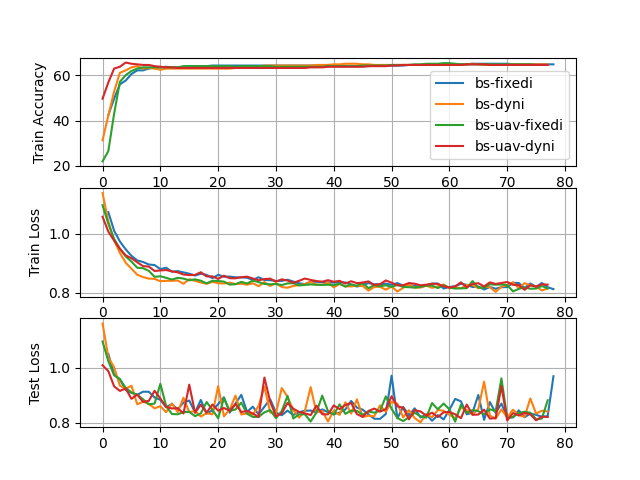 Train Accuracy
60
40
20
bs-fixedi
bs-dyni
bs-uav-fixedi
bs-uav-dyni
0 10 20 30 40 50 60 70 80
Train Loss
1.0
0.8
0 10 20 30 40 50 60 70 80
Test Loss
1.0
0.8
0 10 20 30 40 50 60 70 80